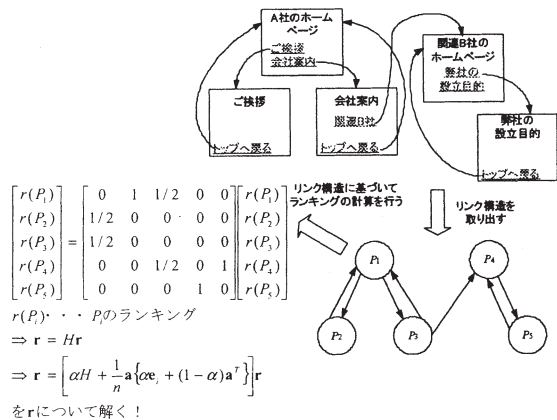 A社のホーム
ページ
ご挨拶
会社案内
関連B社の
ホームページ
弊社の
設立目的
ご挨拶
トップへ戻る
会社案内
関連B社
トップへ戻る
弊社の
設立目的
トップへ戻る
リンク構造に基づいて
ランキングの計算を行う
リンク構造を
取り出す
P1
P2
P3
P4
P5
r(P1) 0 1 1/2 0 0 r(P1)
r(P2) 1/2 0 0 0 0 r(P2)
r(P3) = 1/2 0 0 0 0 r(P3)
r(P4) 0 0 1/2 0 1 r(P4)
r(P5) 0 0 0 1 0 r(P5)
r(Pi)・・・Piのランキング
⇒ r = Hr
⇒ r = [αH + 1/n a{αei + (1−α)a^T}]r
をrについて解く！